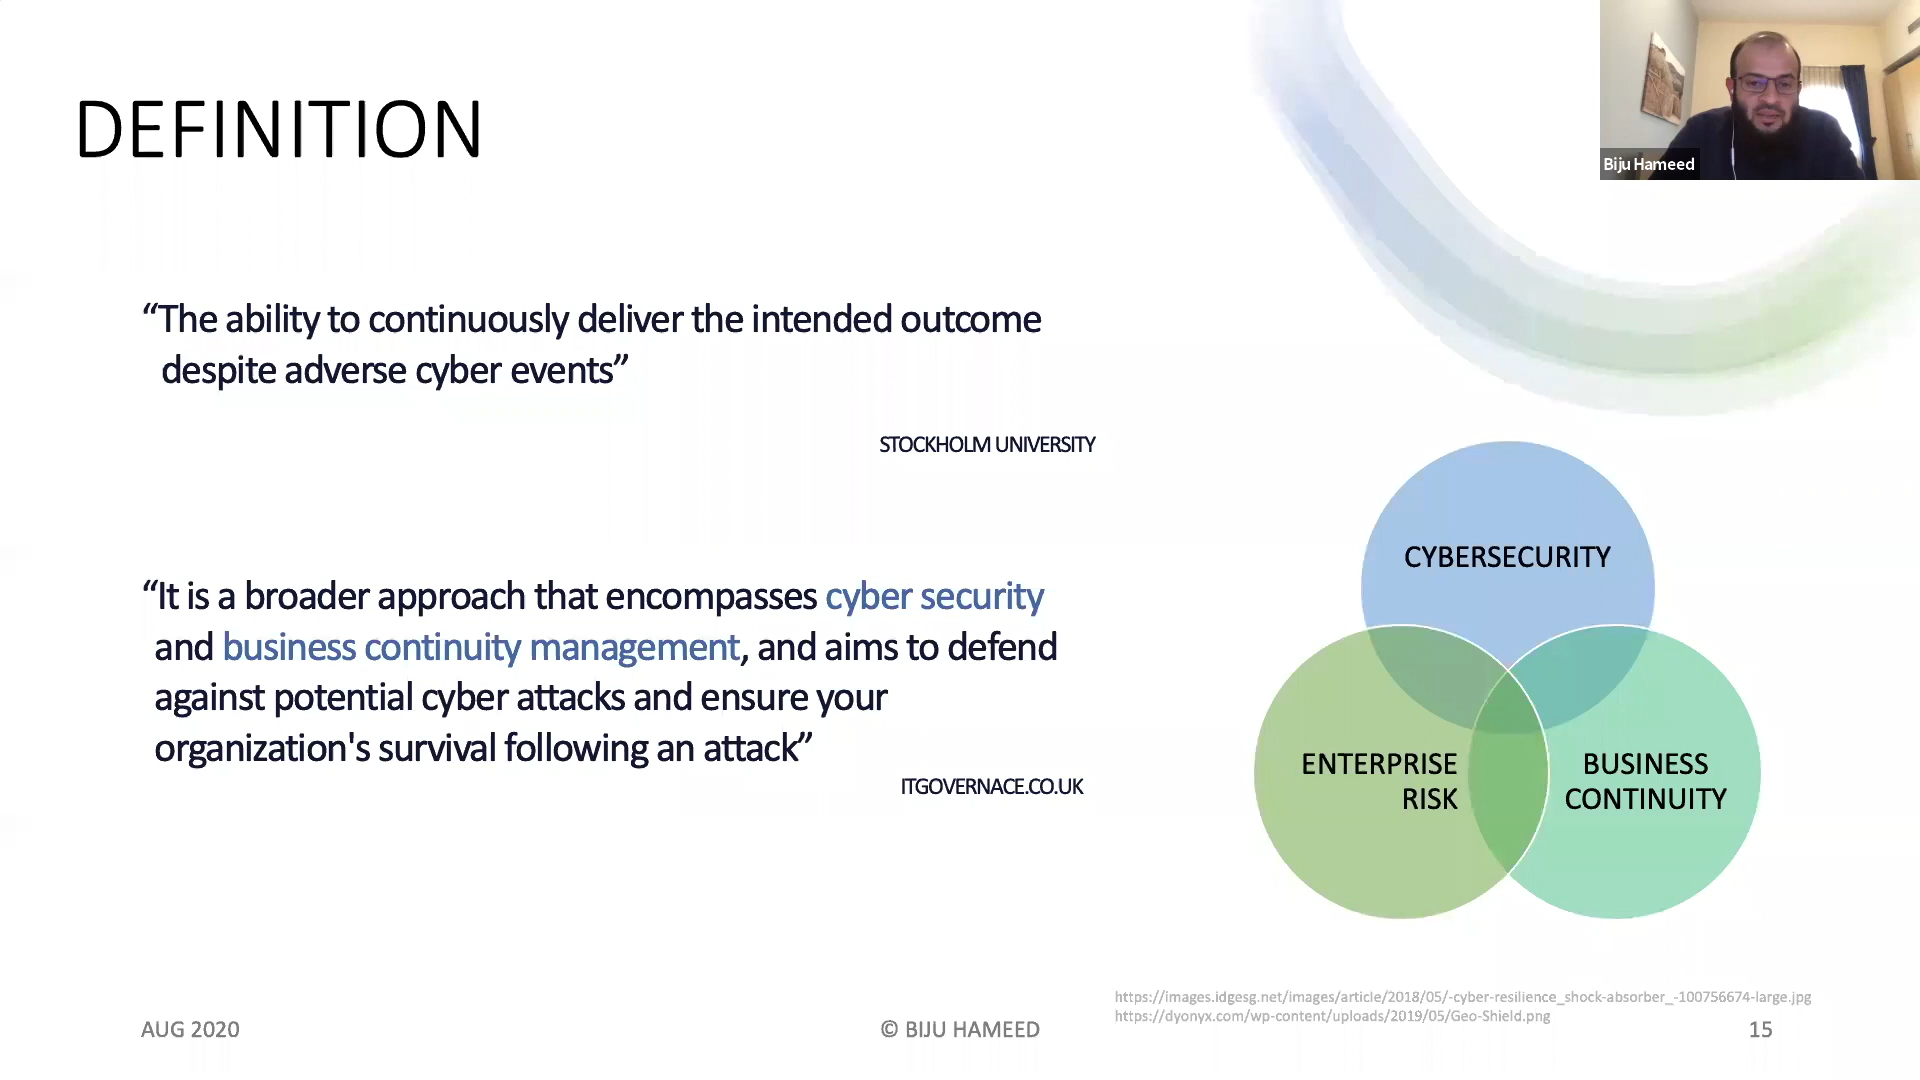 DEFINITION
Biju Hameed
“The ability to continuously deliver the intended outcome
despite adverse cyber events”
STOCKHOLM UNIVERSITY
“It is a broader approach that encompasses cyber security
and business continuity management, and aims to defend
against potential cyber attacks and ensure your
organization's survival following an attack”
ITGOVERNACE.CO.UK
CYBERSECURITY
ENTERPRISE
RISK
BUSINESS
CONTINUITY
https://images.idgesg.net/images/article/2018/05/-cyber-resilience_shock-absorber_-100756674-large.jpg
https://dyonyx.com/wp-content/uploads/2019/05/Geo-Shield.png
AUG 2020
© BIJU HAMEED
15